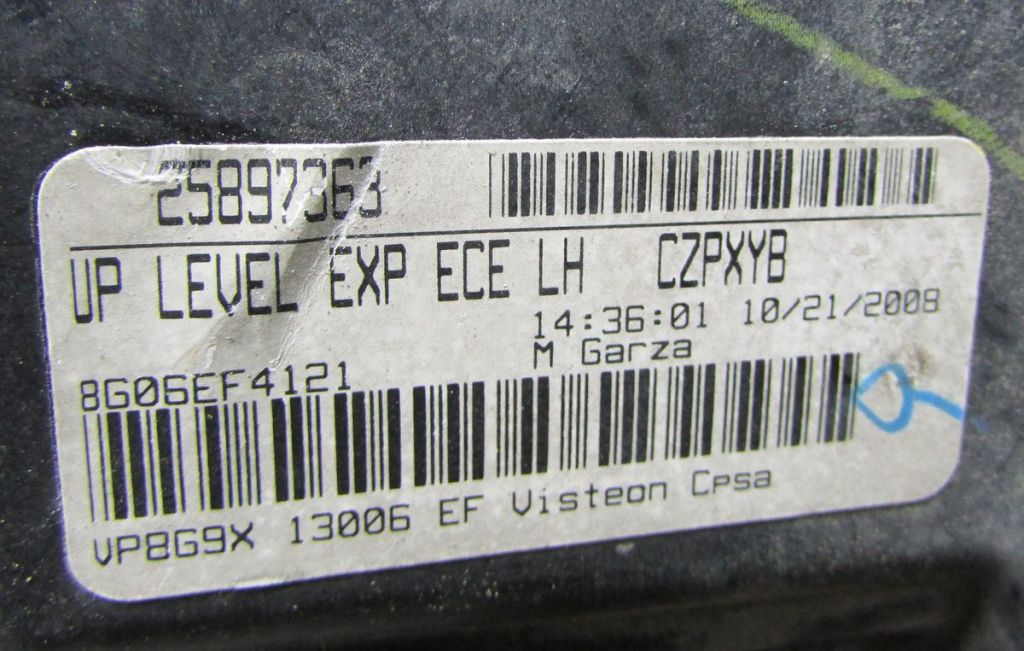 25897363
UP LEVEL EXP ECE LH CZPXYB
14:36:01 10/21/2008
M Garza
8G06EF4121
VP8G9X 13006 EF Visteon Cpsa